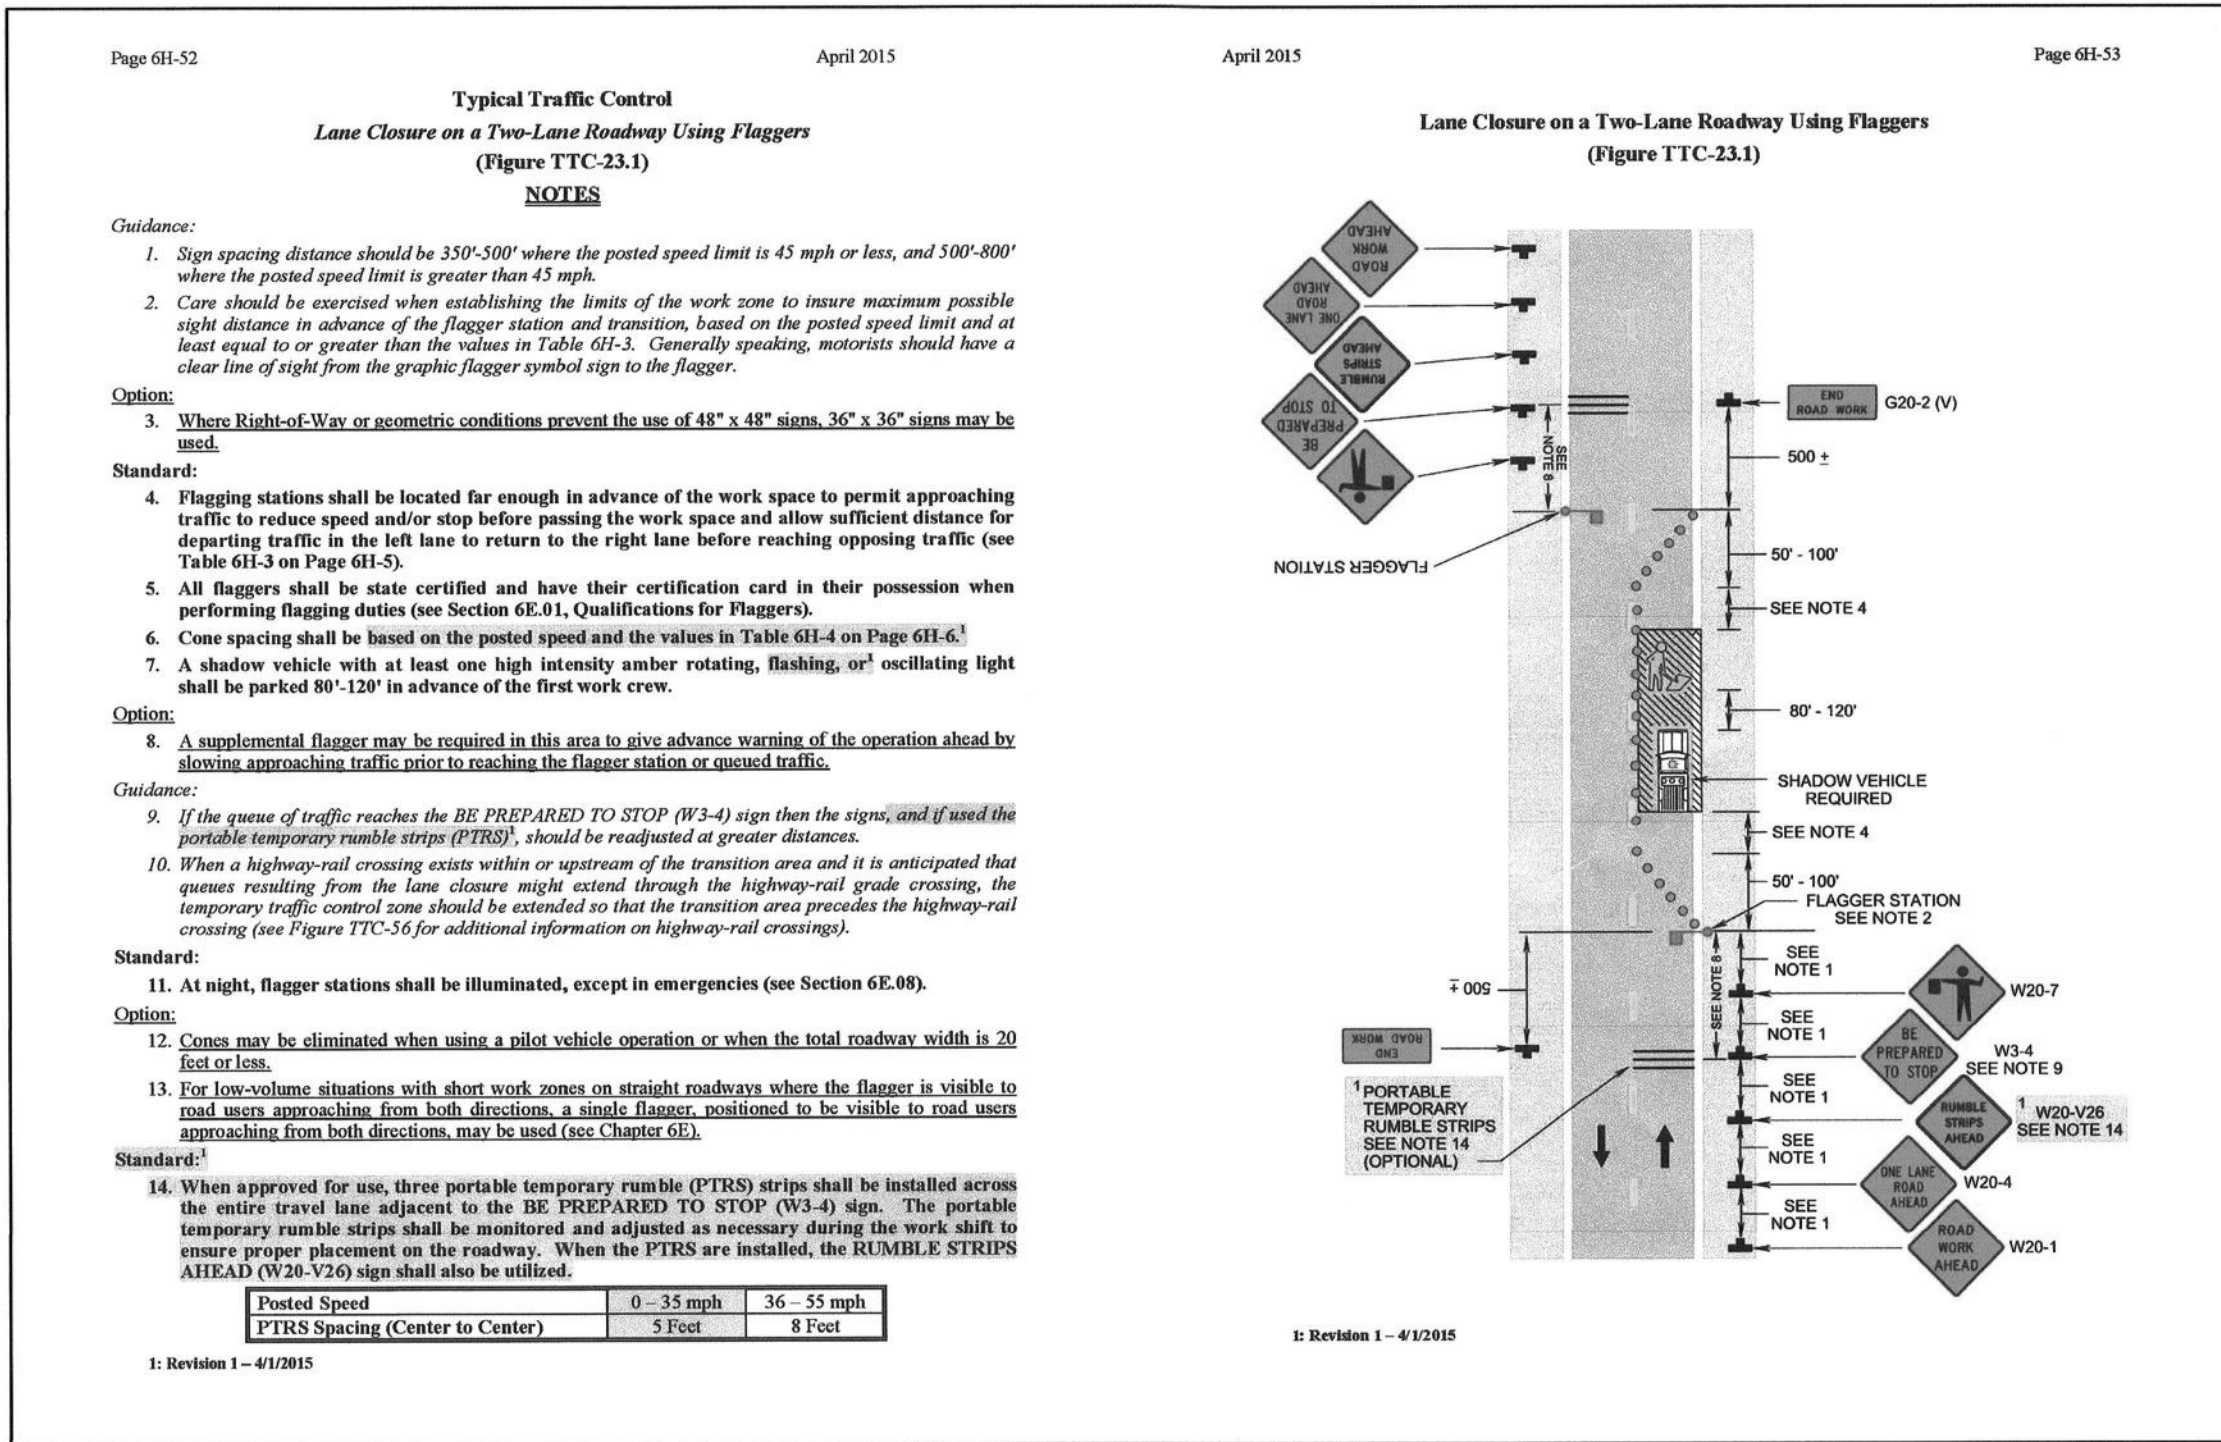 Page 6H-52
April 2015
Typical Traffic Control
Lane Closure on a Two-Lane Roadway Using Flaggers
(Figure TTC-23.1)
NOTES
Guidance:
1. Sign spacing distance should be 350'-500' where the posted speed limit is 45 mph or less, and 500'-800'
where the posted speed limit is greater than 45 mph.
2. Care should be exercised when establishing the limits of the work zone to insure maximum possible
sight distance in advance of the flagger station and transition, based on the posted speed limit and at
least equal to or greater than the values in Table 6H-3. Generally speaking, motorists should have a
clear line of sight from the graphic flagger symbol sign to the flagger.
Option:
3. Where Right-of-Way or geometric conditions prevent the use of 48" x 48" signs, 36" x 36" signs may be
used.
Standard:
4. Flagging stations shall be located far enough in advance of the work space to permit approaching
traffic to reduce speed and/or stop before passing the work space and allow sufficient distance for
departing traffic in the left lane to return to the right lane before reaching opposing traffic (see
Table 6H-3 on Page 6H-5).
5. All flaggers shall be state certified and have their certification card in their possession when
performing flagging duties (see Section 6E.01, Qualifications for Flaggers).
6. Cone spacing shall be based on the posted speed and the values in Table 6H-4 on Page 6H-6.1
7. A shadow vehicle with at least one high intensity amber rotating, flashing, or1 oscillating light
shall be parked 80'-120' in advance of the first work crew.
Option:
8. A supplemental flagger may be required in this area to give advance warning of the operation ahead by
slowing approaching traffic prior to reaching the flagger station or queued traffic.
Guidance:
9. If the queue of traffic reaches the BE PREPARED TO STOP (W3-4) sign then the signs, and if used the
portable temporary rumble strips (PTRS)1, should be readjusted at greater distances.
10. When a highway-rail crossing exists within or upstream of the transition area and it is anticipated that
queues resulting from the lane closure might extend through the highway-rail grade crossing, the
temporary traffic control zone should be extended so that the transition area precedes the highway-rail
crossing (see Figure TTC-56 for additional information on highway-rail crossings).
Standard:
11. At night, flagger stations shall be illuminated, except in emergencies (see Section 6E.08).
Option:
12. Cones may be eliminated when using a pilot vehicle operation or when the total roadway width is 20
feet or less.
13. For low-volume situations with short work zones on straight roadways where the flagger is visible to
road users approaching from both directions, a single flagger, positioned to be visible to road users
approaching from both directions, may be used (see Chapter 6E).
Standard:1
14. When approved for use, three portable temporary rumble (PTRS) strips shall be installed across
the entire travel lane adjacent to the BE PREPARED TO STOP (W3-4) sign. The portable
temporary rumble strips shall be monitored and adjusted as necessary during the work shift to
ensure proper placement on the roadway. When the PTRS are installed, the RUMBLE STRIPS
AHEAD (W20-V26) sign shall also be utilized.
Posted Speed 0 – 35 mph 36 – 55 mph
PTRS Spacing (Center to Center) 5 Feet 8 Feet
1: Revision 1 – 4/1/2015
April 2015
Page 6H-53
Lane Closure on a Two-Lane Roadway Using Flaggers
(Figure TTC-23.1)
ROAD
WORK
AHEAD
ONE LANE
ROAD
AHEAD
RUMBLE
STRIPS
AHEAD
BE
PREPARED
TO STOP
SEE
NOTE 8
FLAGGER STATION
END
ROAD WORK
G20-2 (V)
500 ±
50' - 100'
SEE NOTE 4
80' - 120'
SHADOW VEHICLE
REQUIRED
SEE NOTE 4
50' - 100'
FLAGGER STATION
SEE NOTE 2
SEE NOTE 8
SEE
NOTE 1
W20-7
SEE
NOTE 1
BE
PREPARED
TO STOP
W3-4
SEE NOTE 9
SEE
NOTE 1
RUMBLE
STRIPS
AHEAD
1 W20-V26
SEE NOTE 14
SEE
NOTE 1
ONE LANE
ROAD
AHEAD
W20-4
SEE
NOTE 1
ROAD
WORK
AHEAD
W20-1
500 ±
END
ROAD WORK
1 PORTABLE
TEMPORARY
RUMBLE STRIPS
SEE NOTE 14
(OPTIONAL)
1: Revision 1 – 4/1/2015